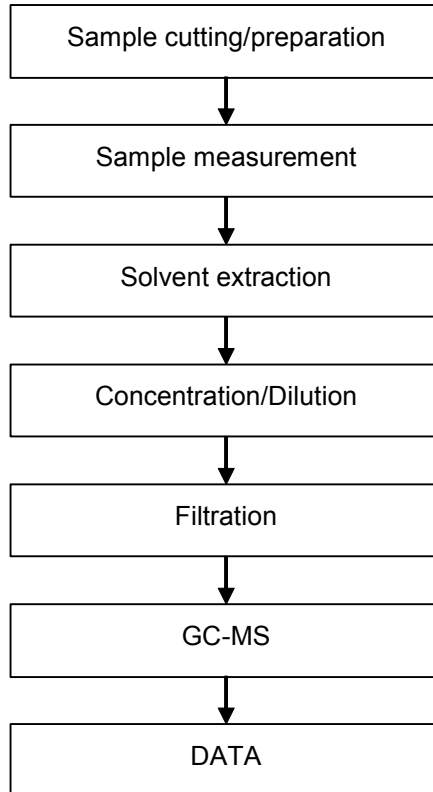 Sample cutting/preparation
Sample measurement
Solvent extraction
Concentration/Dilution
Filtration
GC-MS
DATA